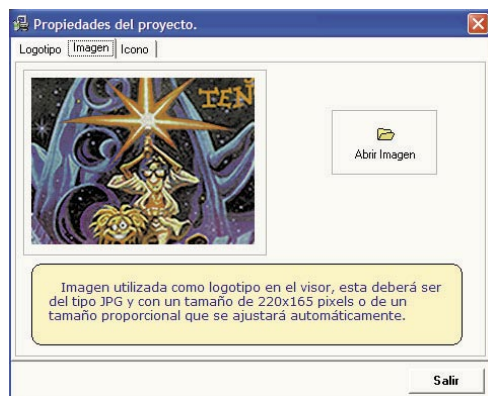 Propiedades del proyecto.
Logotipo Imagen Icono
TEN
Abrir Imagen
Imagen utilizada como logotipo en el visor, esta deberá ser
del tipo JPG y con un tamaño de 220x165 pixels o de un
tamaño proporcional que se ajustará automáticamente.
Salir